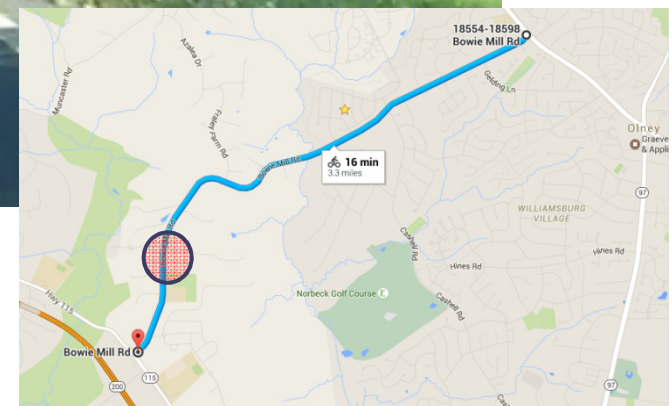 18554-18598
Bowie Mill Rd
Azalea Dr
Muncaster Rd
Gelding Ln
Fraley Farm Rd
Olney
Graeve
& Appli
16 min
3.3 miles
Bowie Mill Rd
97
WILLIAMSBURG
VILLAGE
Cashell Rd
Hines Rd
Hines Rd
Norbeck Golf Course
Cashell Rd
Hwy 115
Bowie Mill Rd
115
200
97